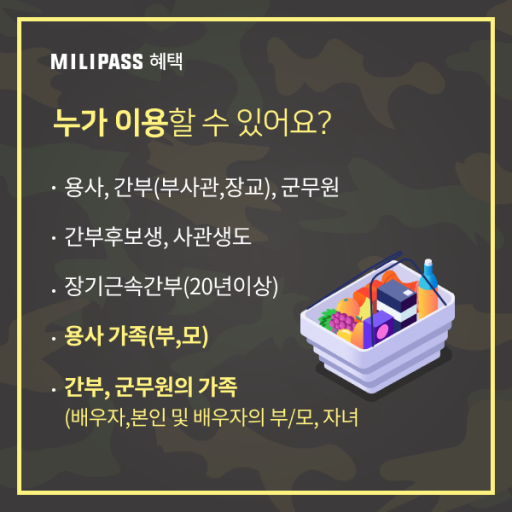 MILIPASS 혜택
누가 이용할 수 있어요?
· 용사, 간부(부사관,장교), 군무원
· 간부후보생, 사관생도
· 장기근속간부(20년이상)
· 용사 가족(부,모)
· 간부, 군무원의 가족
(배우자,본인 및 배우자의 부/모, 자녀